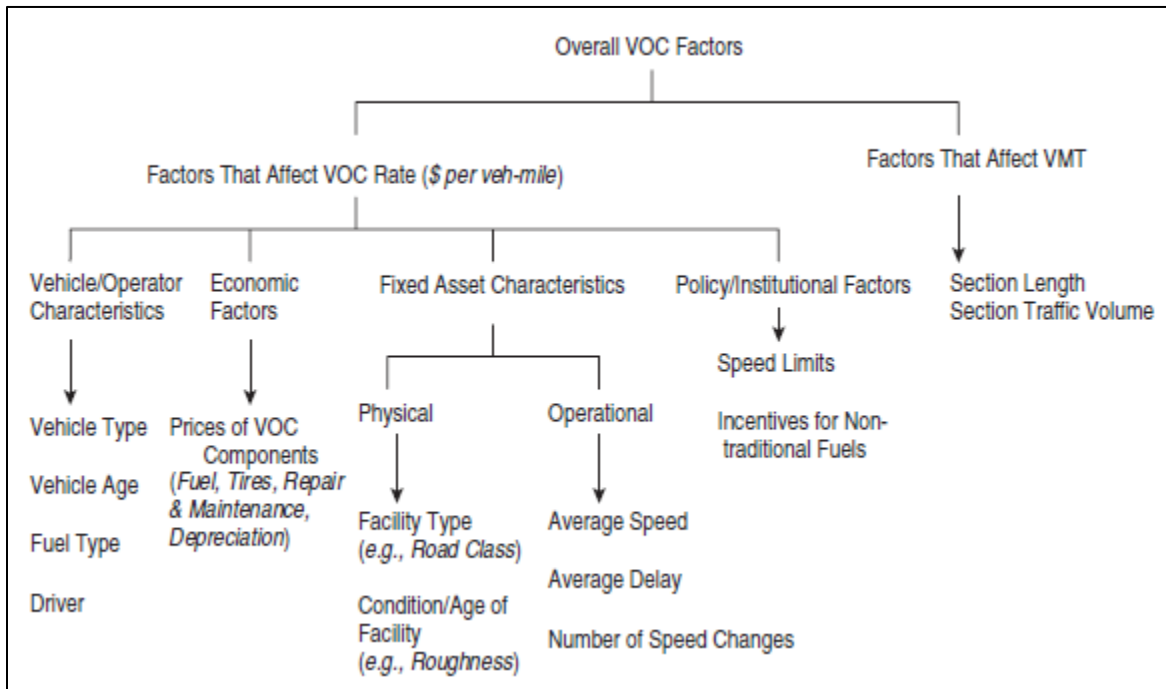 Overall VOC Factors
Factors That Affect VOC Rate ($ per veh-mile)
Factors That Affect VMT
Vehicle/Operator
Characteristics
Economic
Factors
Fixed Asset Characteristics
Policy/Institutional Factors
Section Length
Section Traffic Volume
Vehicle Type
Vehicle Age
Fuel Type
Driver
Prices of VOC
Components
(Fuel, Tires, Repair
& Maintenance,
Depreciation)
Physical
Facility Type
(e.g., Road Class)
Condition/Age of
Facility
(e.g., Roughness)
Operational
Average Speed
Average Delay
Number of Speed Changes
Speed Limits
Incentives for Non-
traditional Fuels